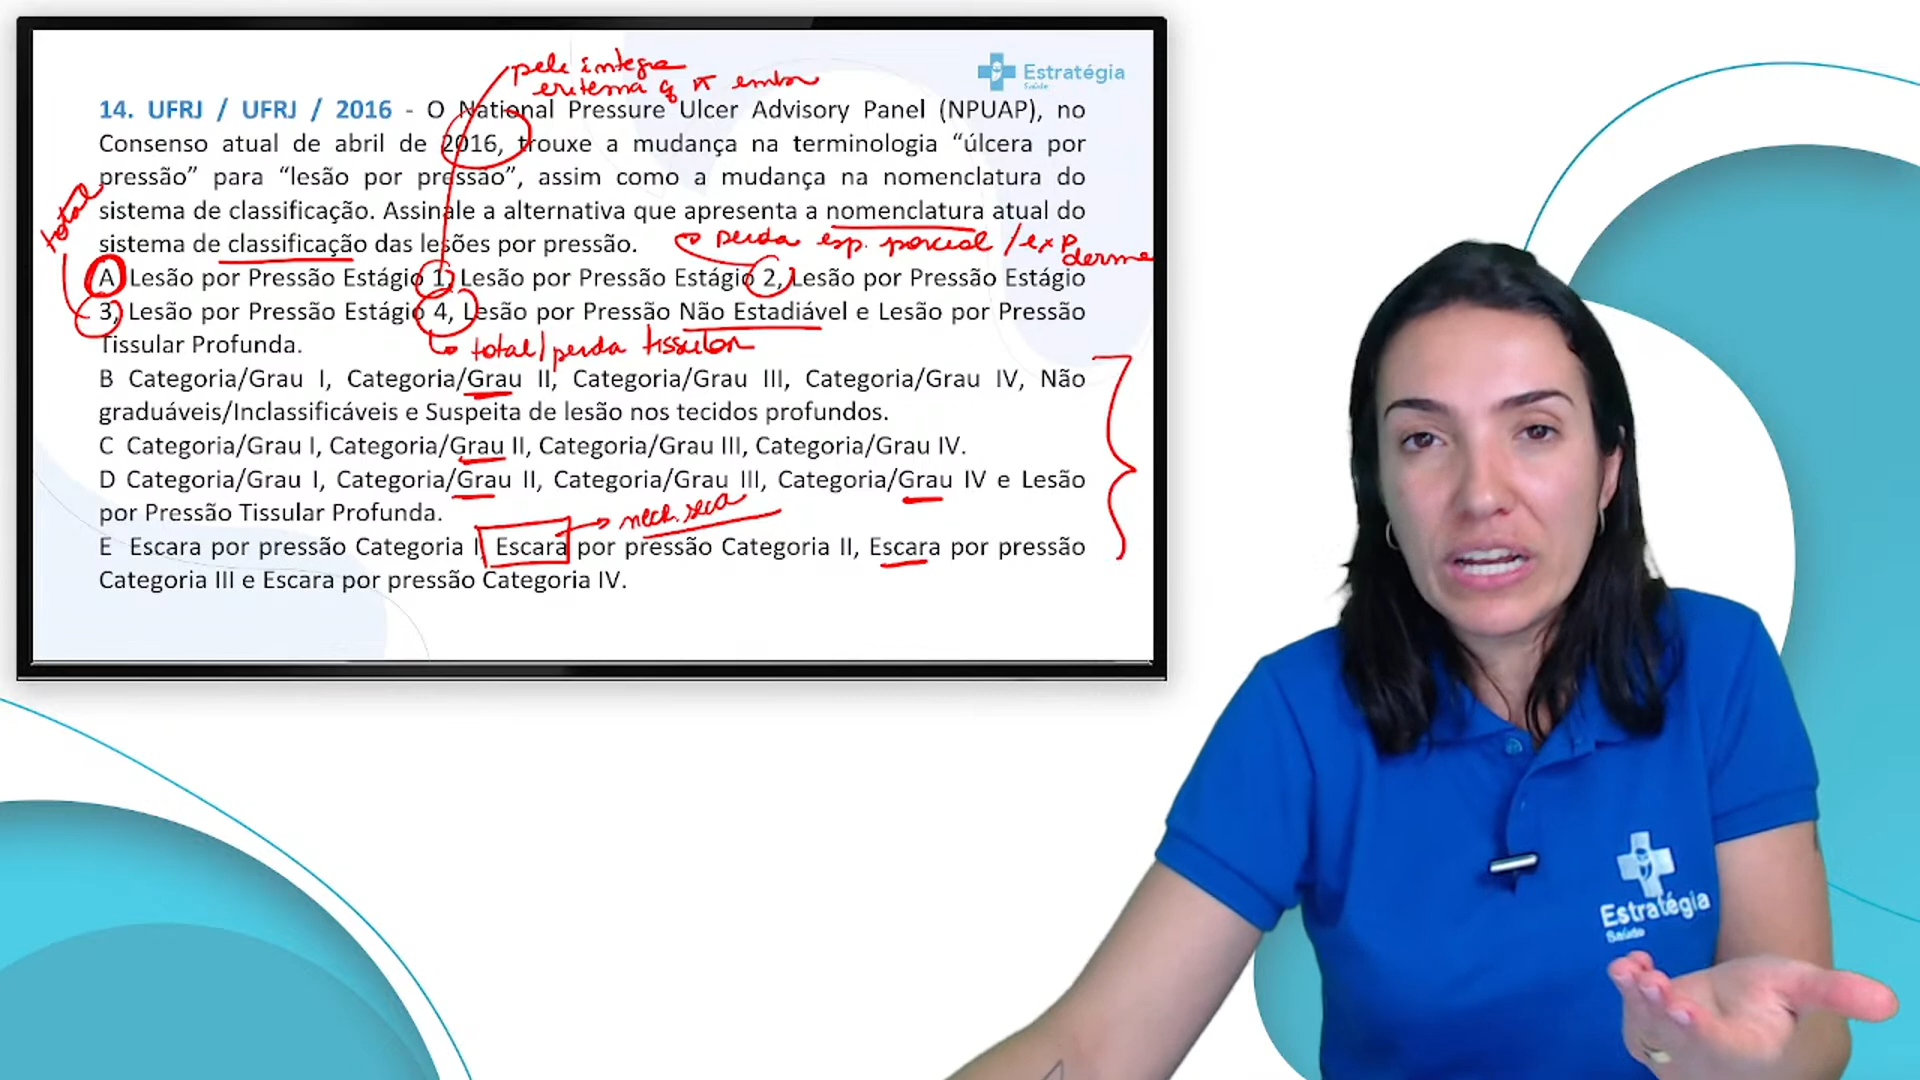 pele íntegra
eritema q ñ embr
Estratégia
Saúde
14. UFRJ / UFRJ / 2016 - O National Pressure Ulcer Advisory Panel (NPUAP), no
Consenso atual de abril de 2016, trouxe a mudança na terminologia “úlcera por
pressão” para “lesão por pressão”, assim como a mudança na nomenclatura do
total
sistema de classificação. Assinale a alternativa que apresenta a nomenclatura atual do
sistema de classificação das lesões por pressão.
perda esp. parcial / exp derme
A Lesão por Pressão Estágio 1, Lesão por Pressão Estágio 2, Lesão por Pressão Estágio
3, Lesão por Pressão Estágio 4, Lesão por Pressão Não Estadiável e Lesão por Pressão
Tissular Profunda.
total/perda tissular
B Categoria/Grau I, Categoria/Grau II, Categoria/Grau III, Categoria/Grau IV, Não
graduáveis/Inclassificáveis e Suspeita de lesão nos tecidos profundos.
C Categoria/Grau I, Categoria/Grau II, Categoria/Grau III, Categoria/Grau IV.
D Categoria/Grau I, Categoria/Grau II, Categoria/Grau III, Categoria/Grau IV e Lesão
por Pressão Tissular Profunda.
necr. seca
E Escara por pressão Categoria I, Escara por pressão Categoria II, Escara por pressão
Categoria III e Escara por pressão Categoria IV.
Estratégia
Saúde